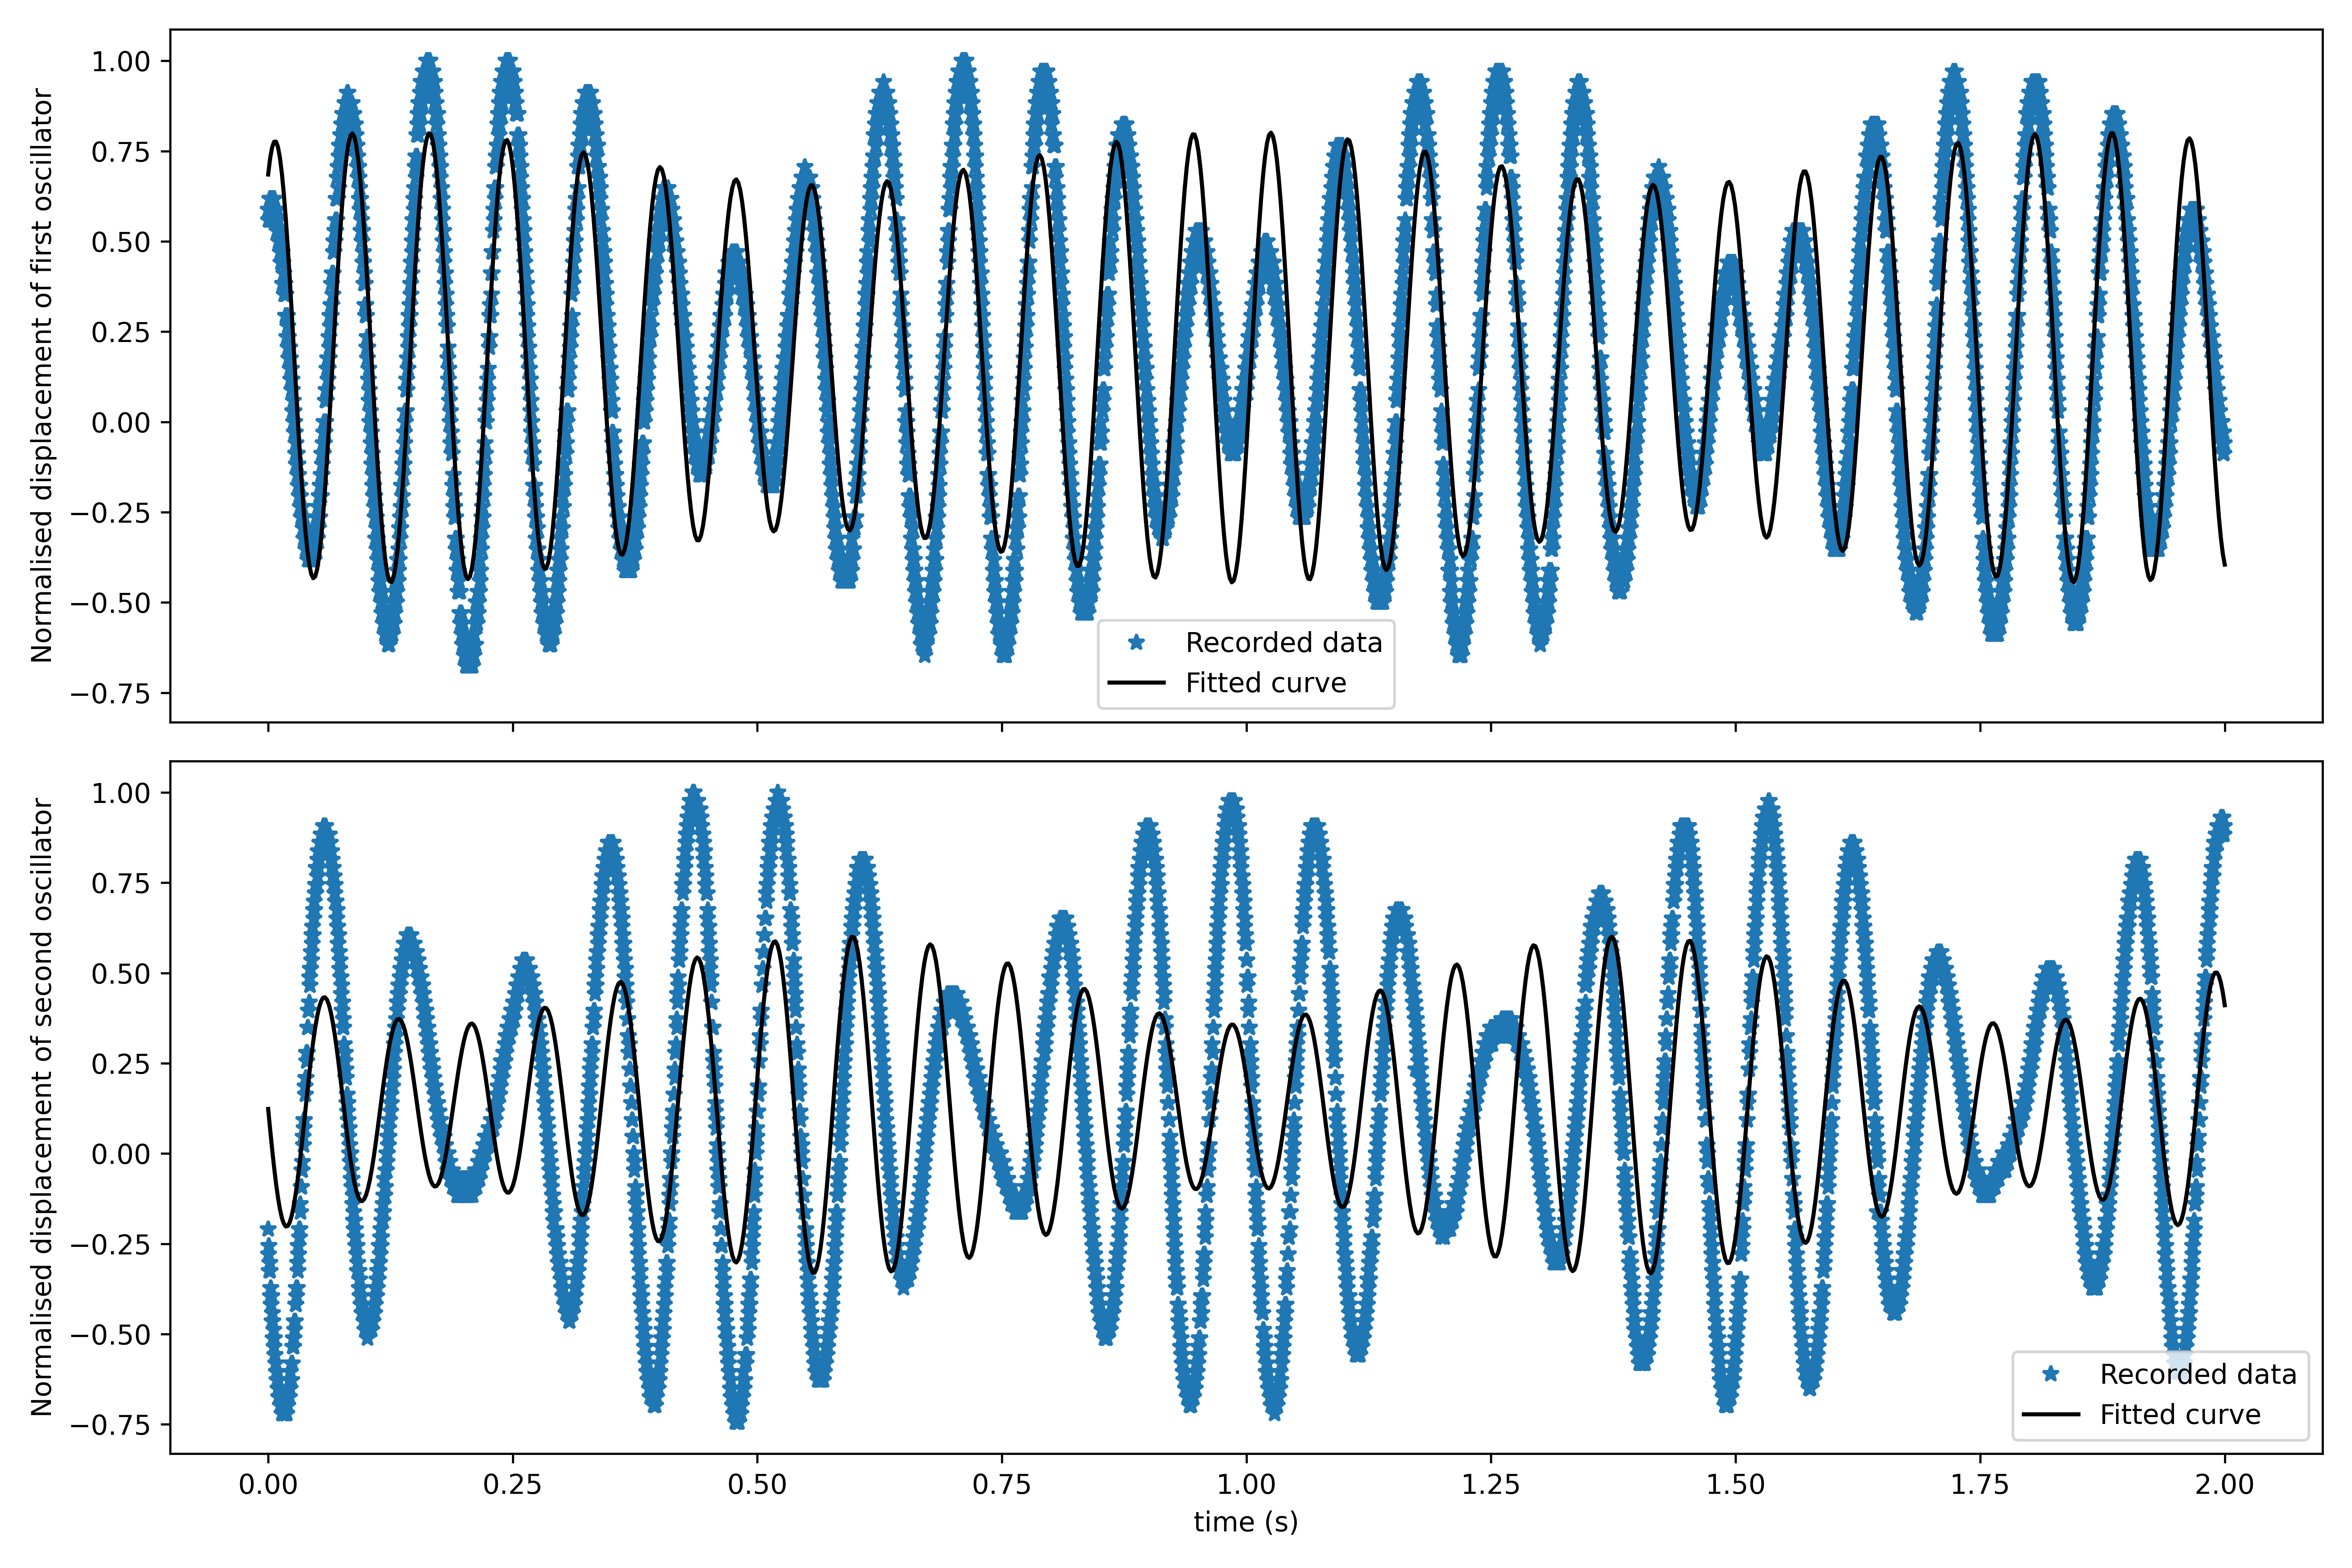 Normalised displacement of first oscillator
1.00
0.75
0.50
0.25
0.00
−0.25
−0.50
−0.75
Recorded data
Fitted curve
Normalised displacement of second oscillator
1.00
0.75
0.50
0.25
0.00
−0.25
−0.50
−0.75
Recorded data
Fitted curve
0.00 0.25 0.50 0.75 1.00 1.25 1.50 1.75 2.00
time (s)